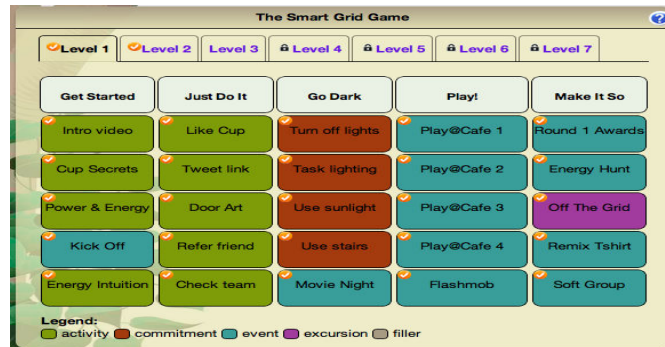 The Smart Grid Game
?
Level 1 Level 2 Level 3 Level 4 Level 5 Level 6 Level 7
Get Started Just Do It Go Dark Play! Make It So
Intro video Like Cup Turn off lights Play@Cafe 1 Round 1 Awards
Cup Secrets Tweet link Task lighting Play@Cafe 2 Energy Hunt
Power & Energy Door Art Use sunlight Play@Cafe 3 Off The Grid
Kick Off Refer friend Use stairs Play@Cafe 4 Remix Tshirt
Energy Intuition Check team Movie Night Flashmob Soft Group
Legend:
activity commitment event excursion filler